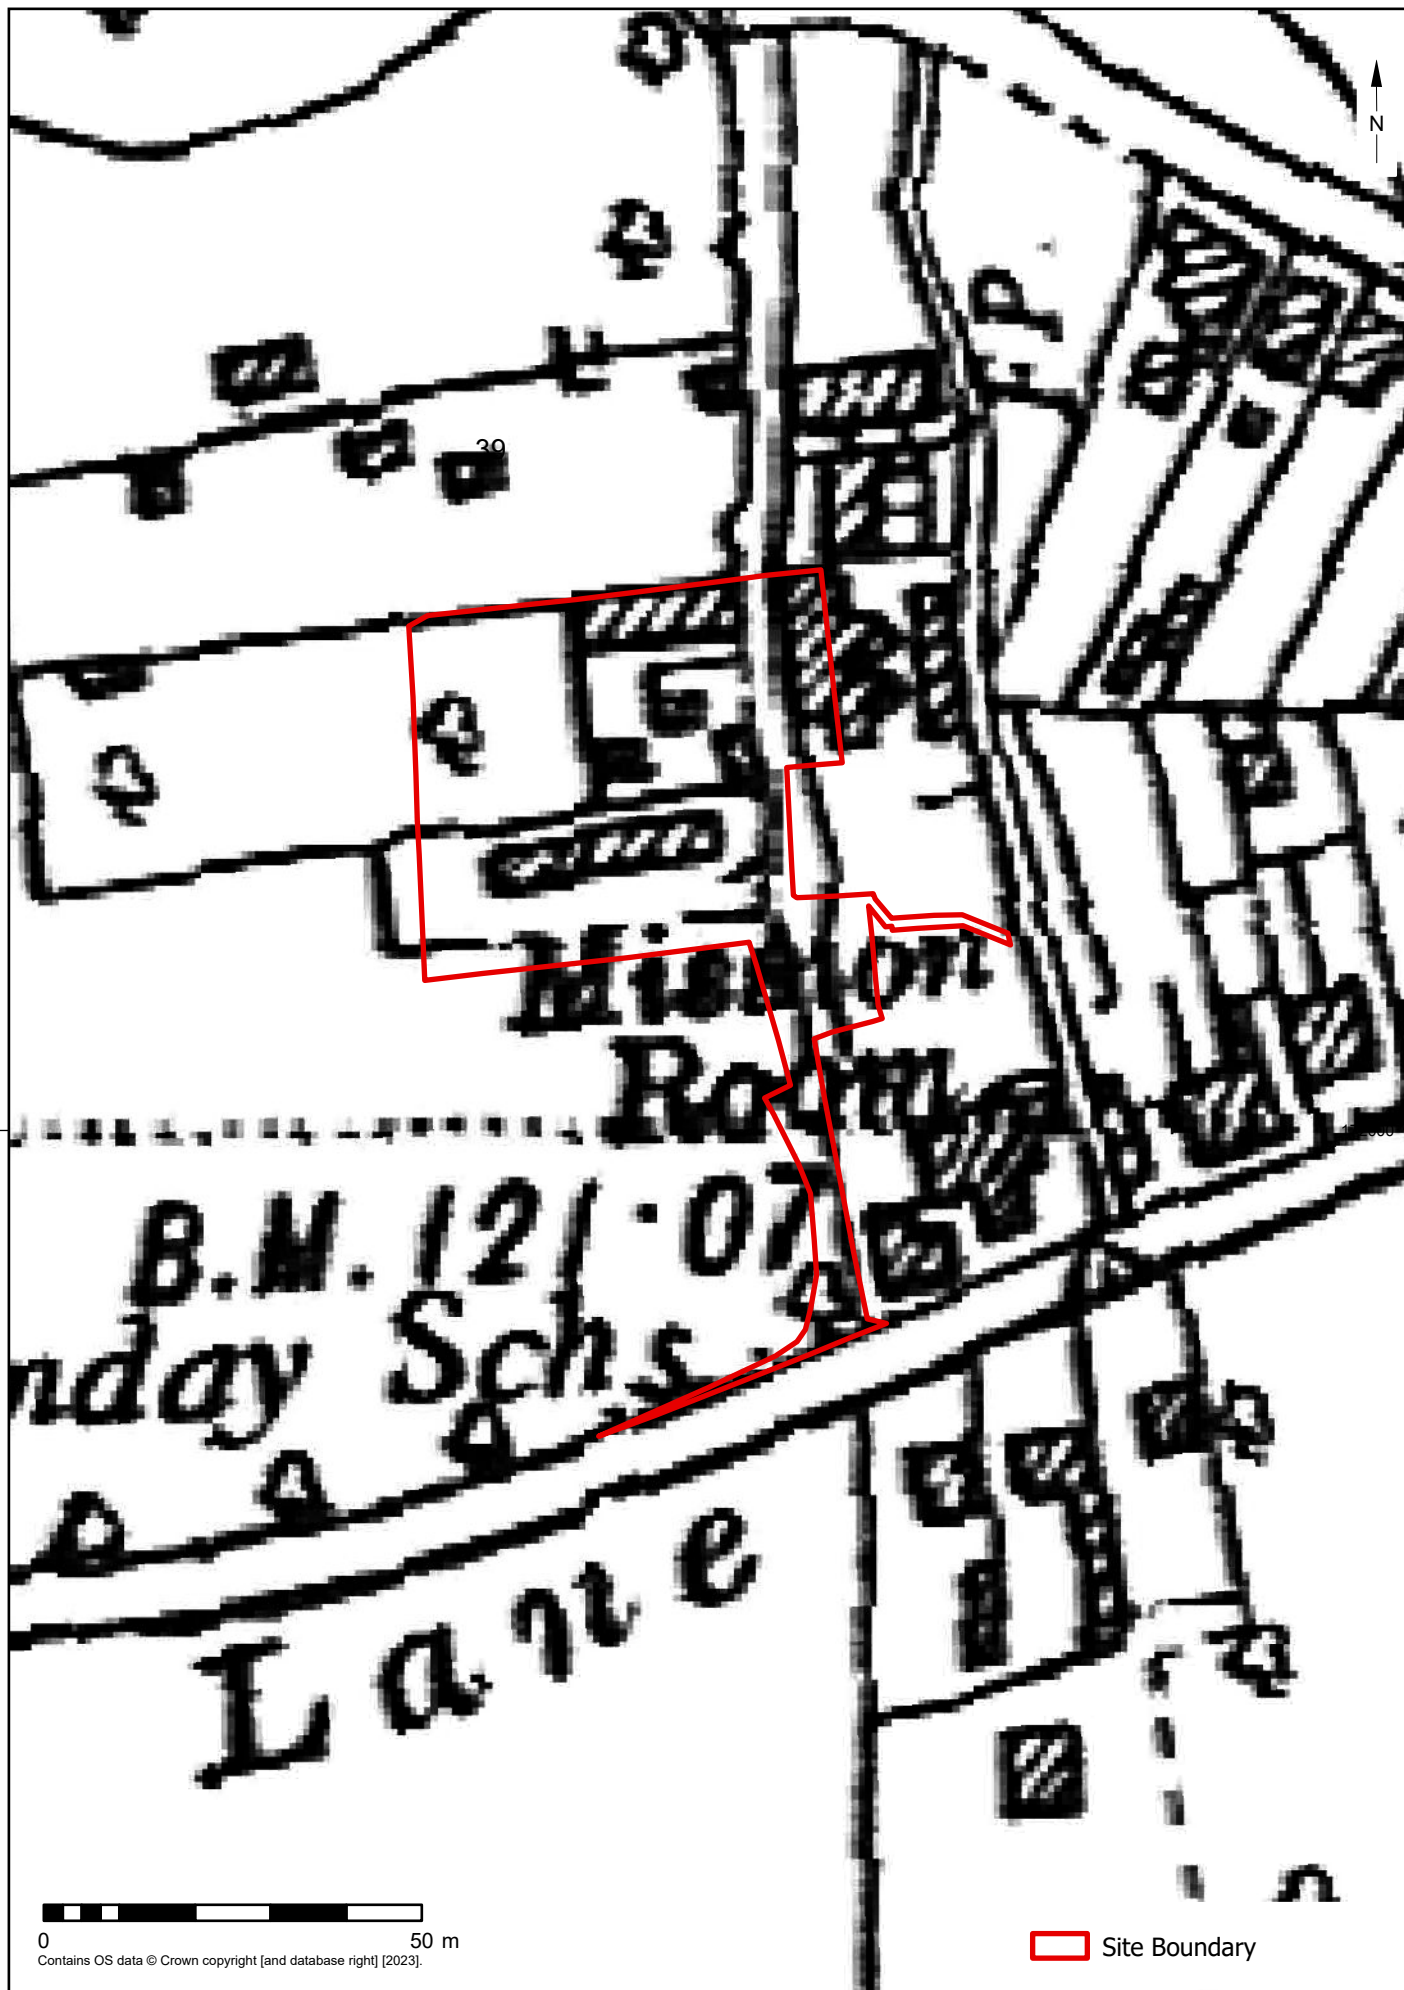 N
F.P
39
Mission
Room
B.M. 121·07
nday Schs
Lane
0 50 m
Contains OS data © Crown copyright [and database right] [2023].
Site Boundary